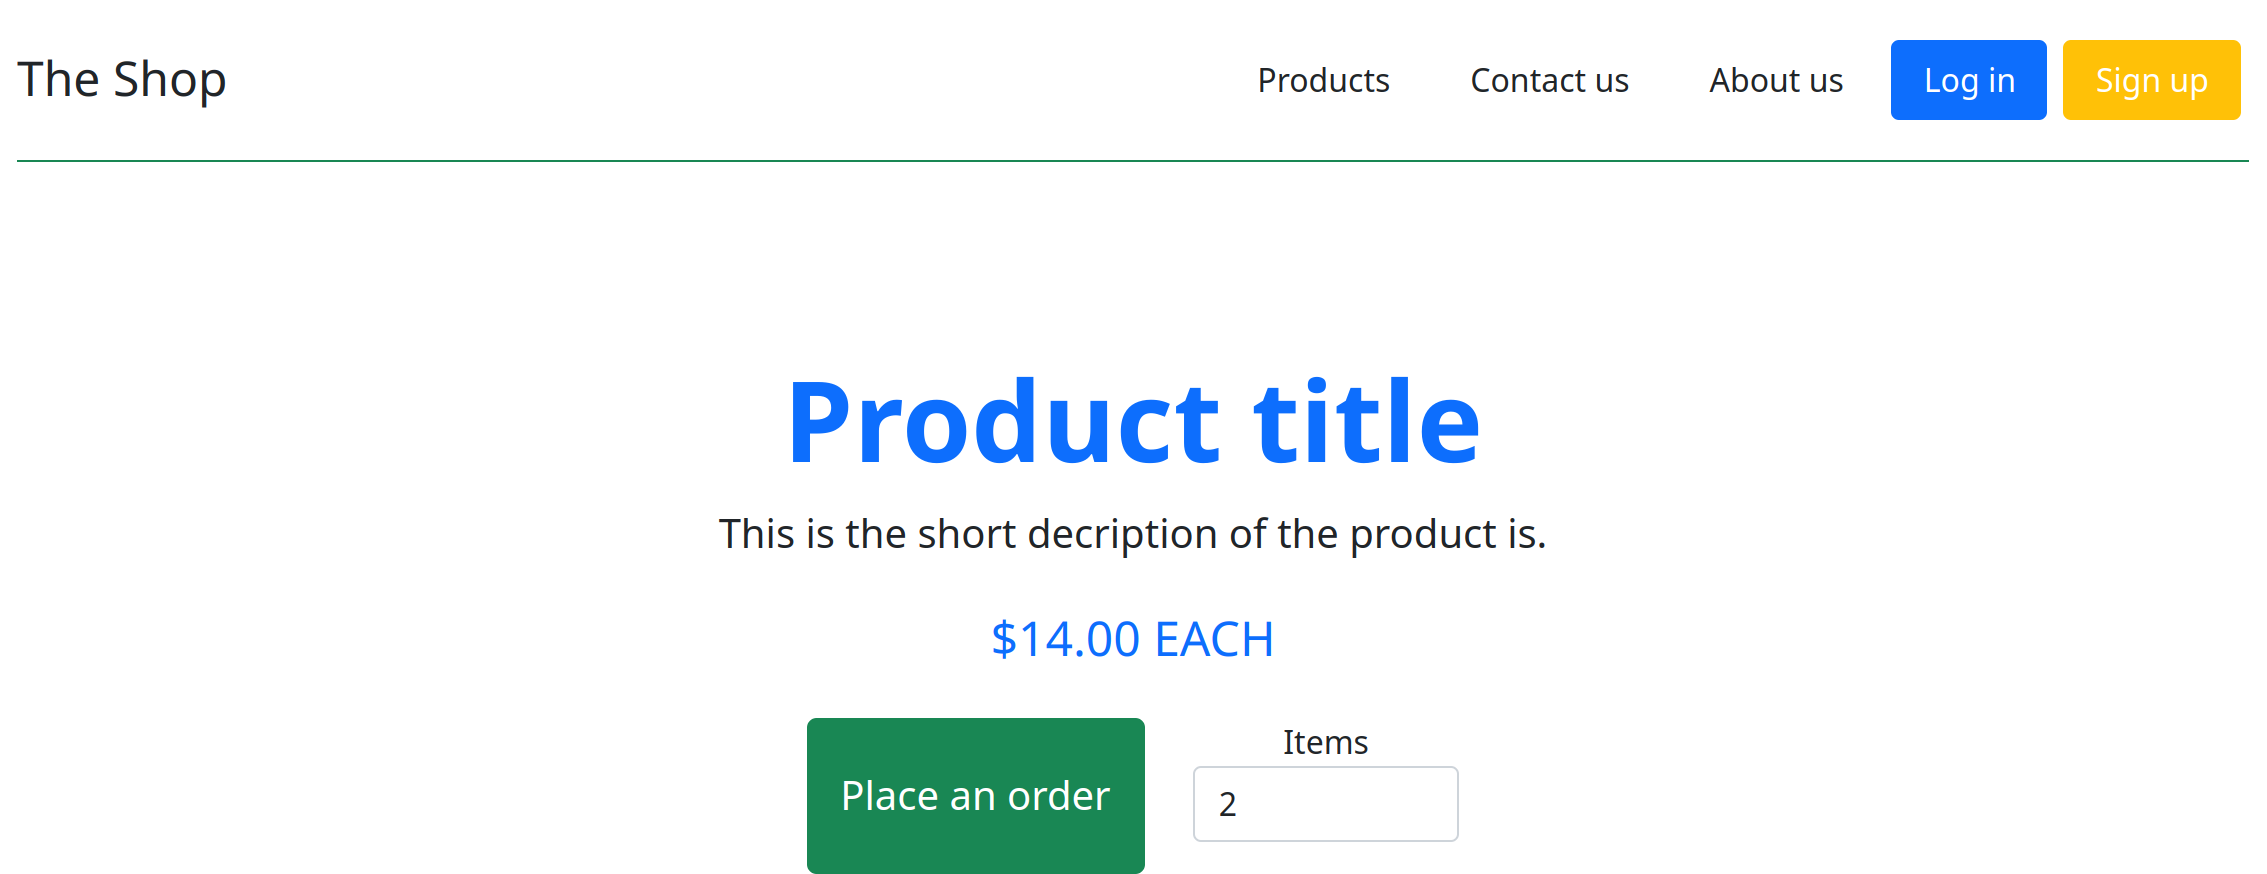 The Shop
Products Contact us About us Log in Sign up
Product title
This is the short decription of the product is.
$14.00 EACH
Place an order
Items
2